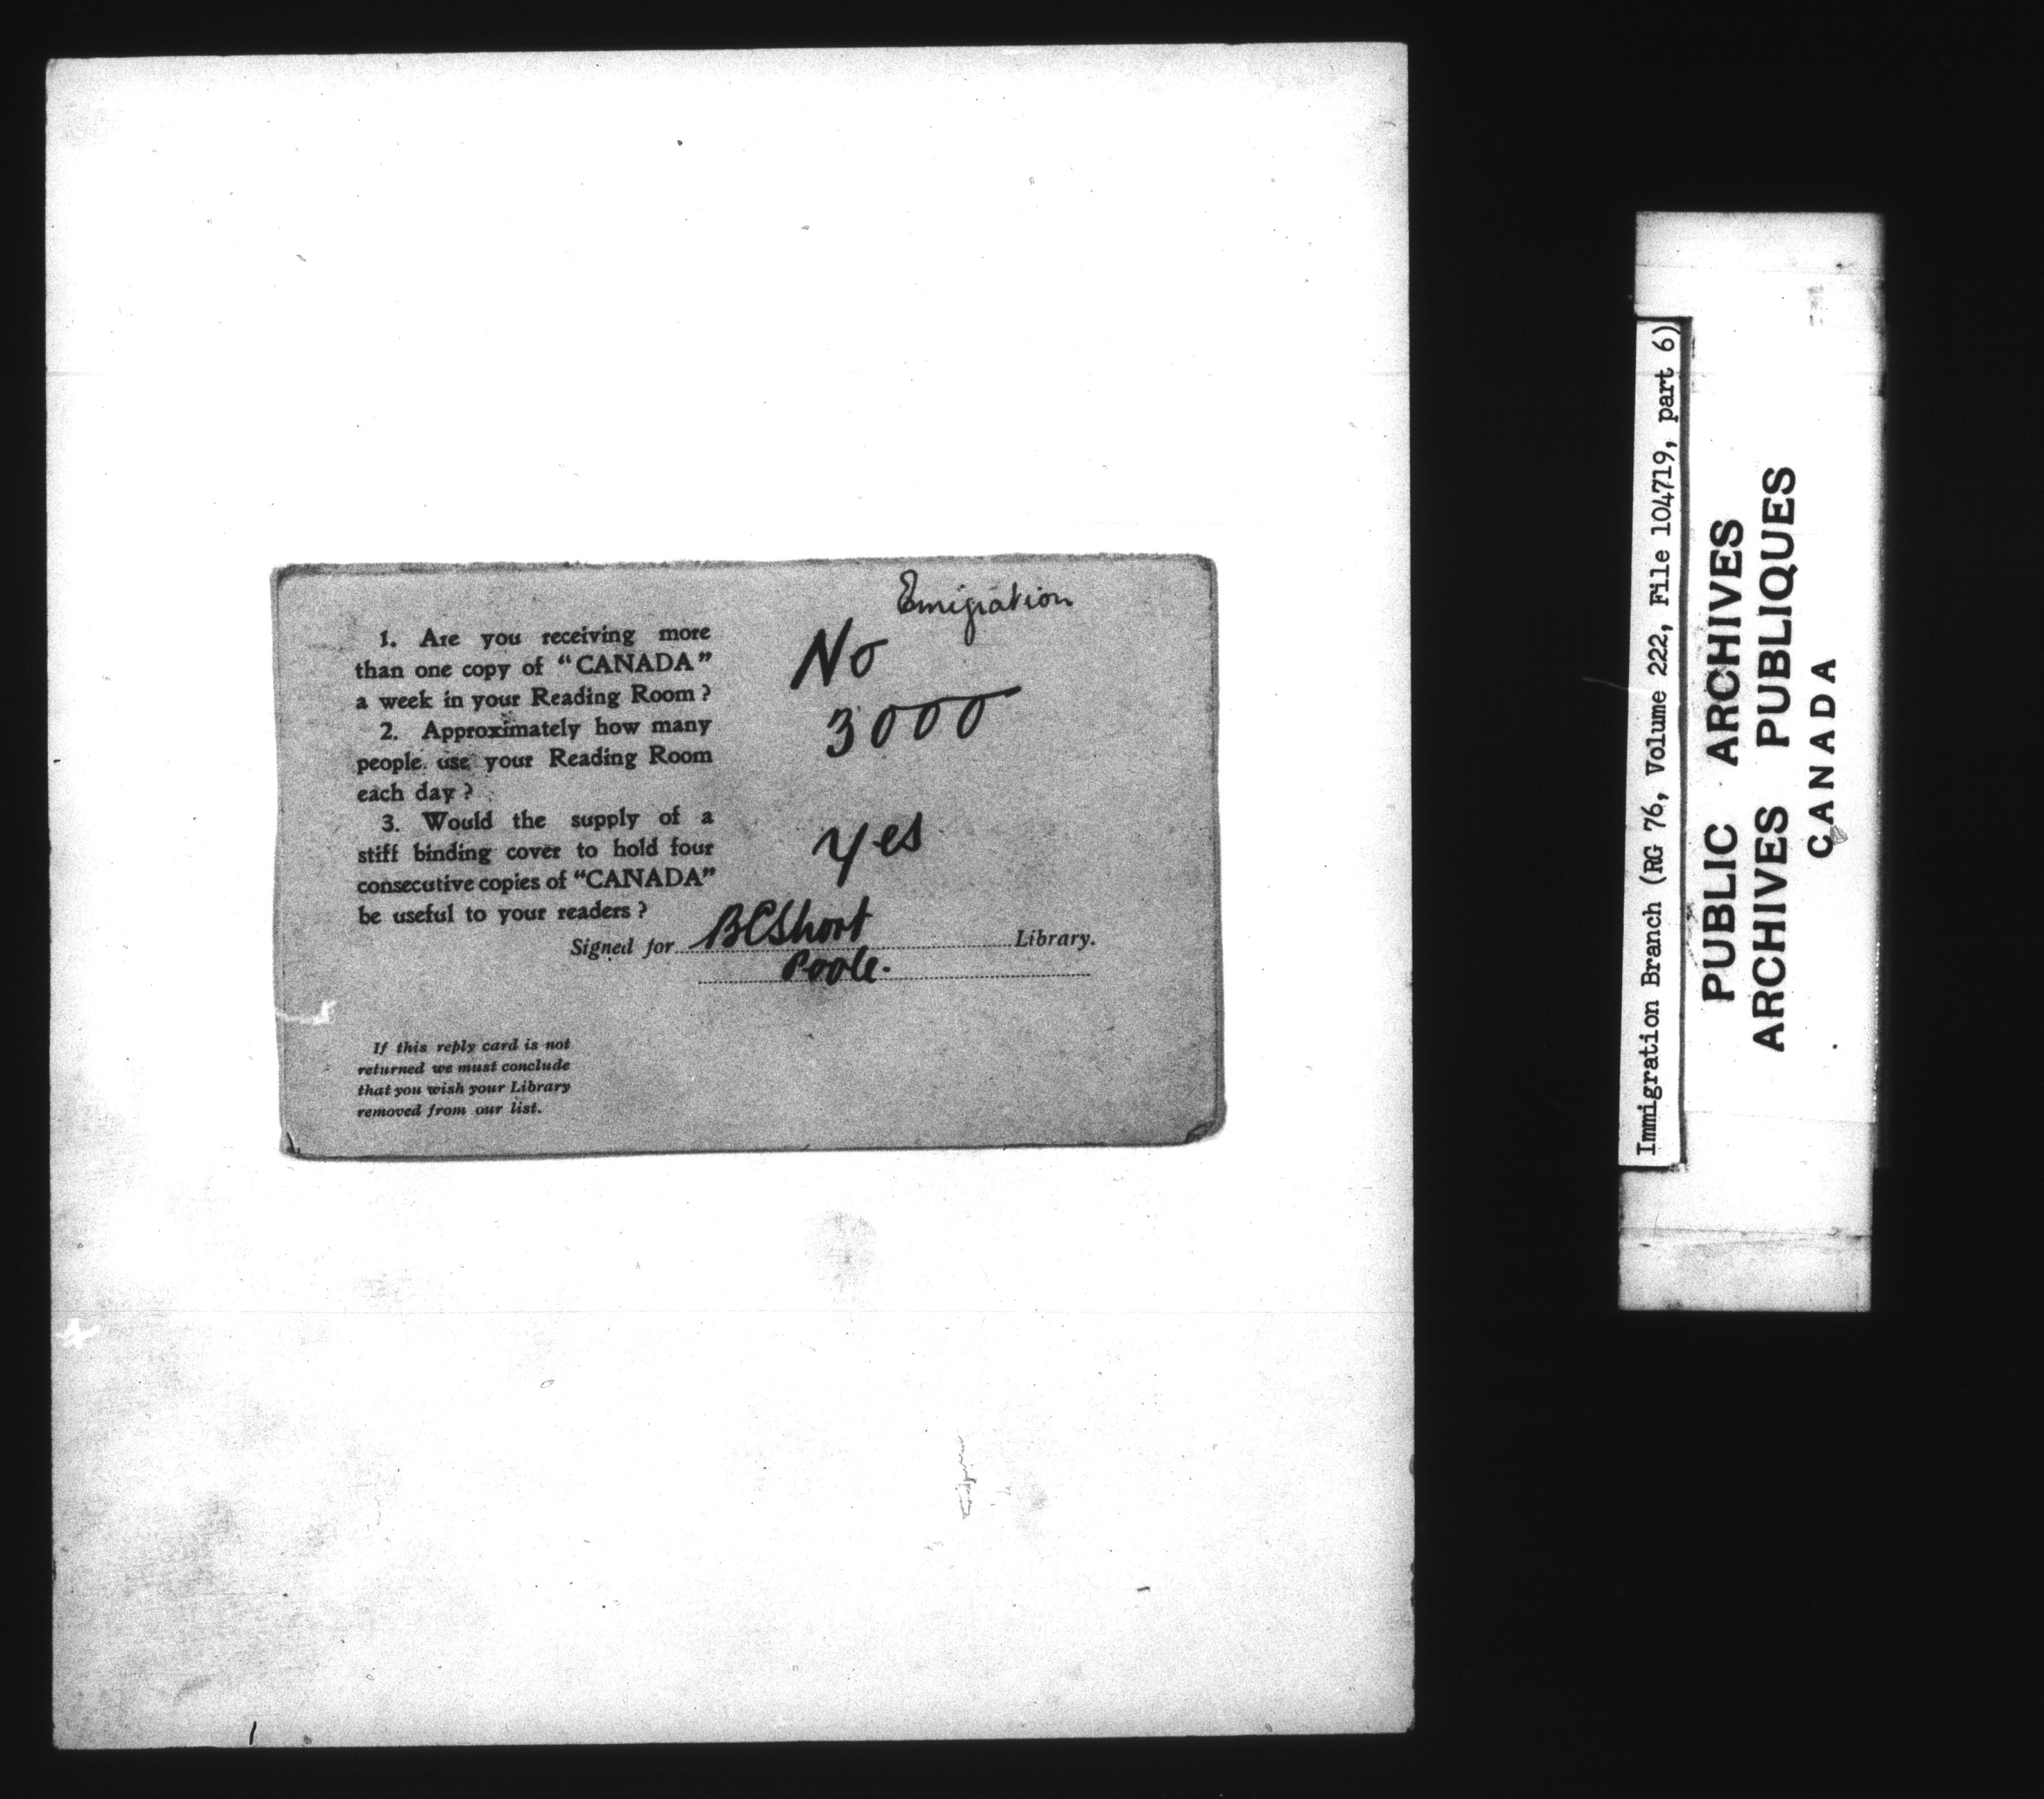 Emigration
1. Are you receiving more
than one copy of "CANADA"
a week in your Reading Room?
No
2. Approximately how many
people use your Reading Room
each day?
3000
3. Would the supply of a
stiff binding cover to hold four
consecutive copies of "CANADA"
be useful to your readers?
yes
Signed for BCShort Library.
Poole.
If this reply card is not
returned we must conclude
that you wish your Library
removed from our list.
Immigration Branch (RG 76, Volume 222, File 104719, part 6)
PUBLIC ARCHIVES
ARCHIVES PUBLIQUES
CANADA